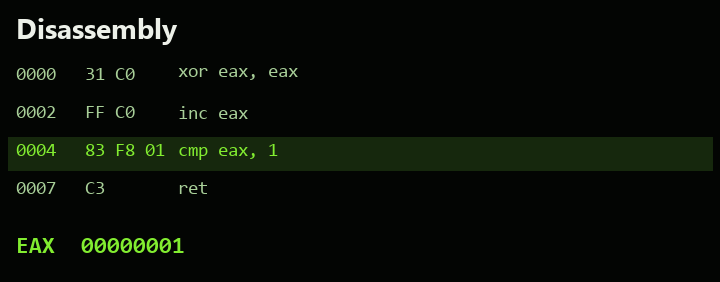 Disassembly
0000 31 C0 xor eax, eax
0002 FF C0 inc eax
0004 83 F8 01 cmp eax, 1
0007 C3 ret
EAX 00000001